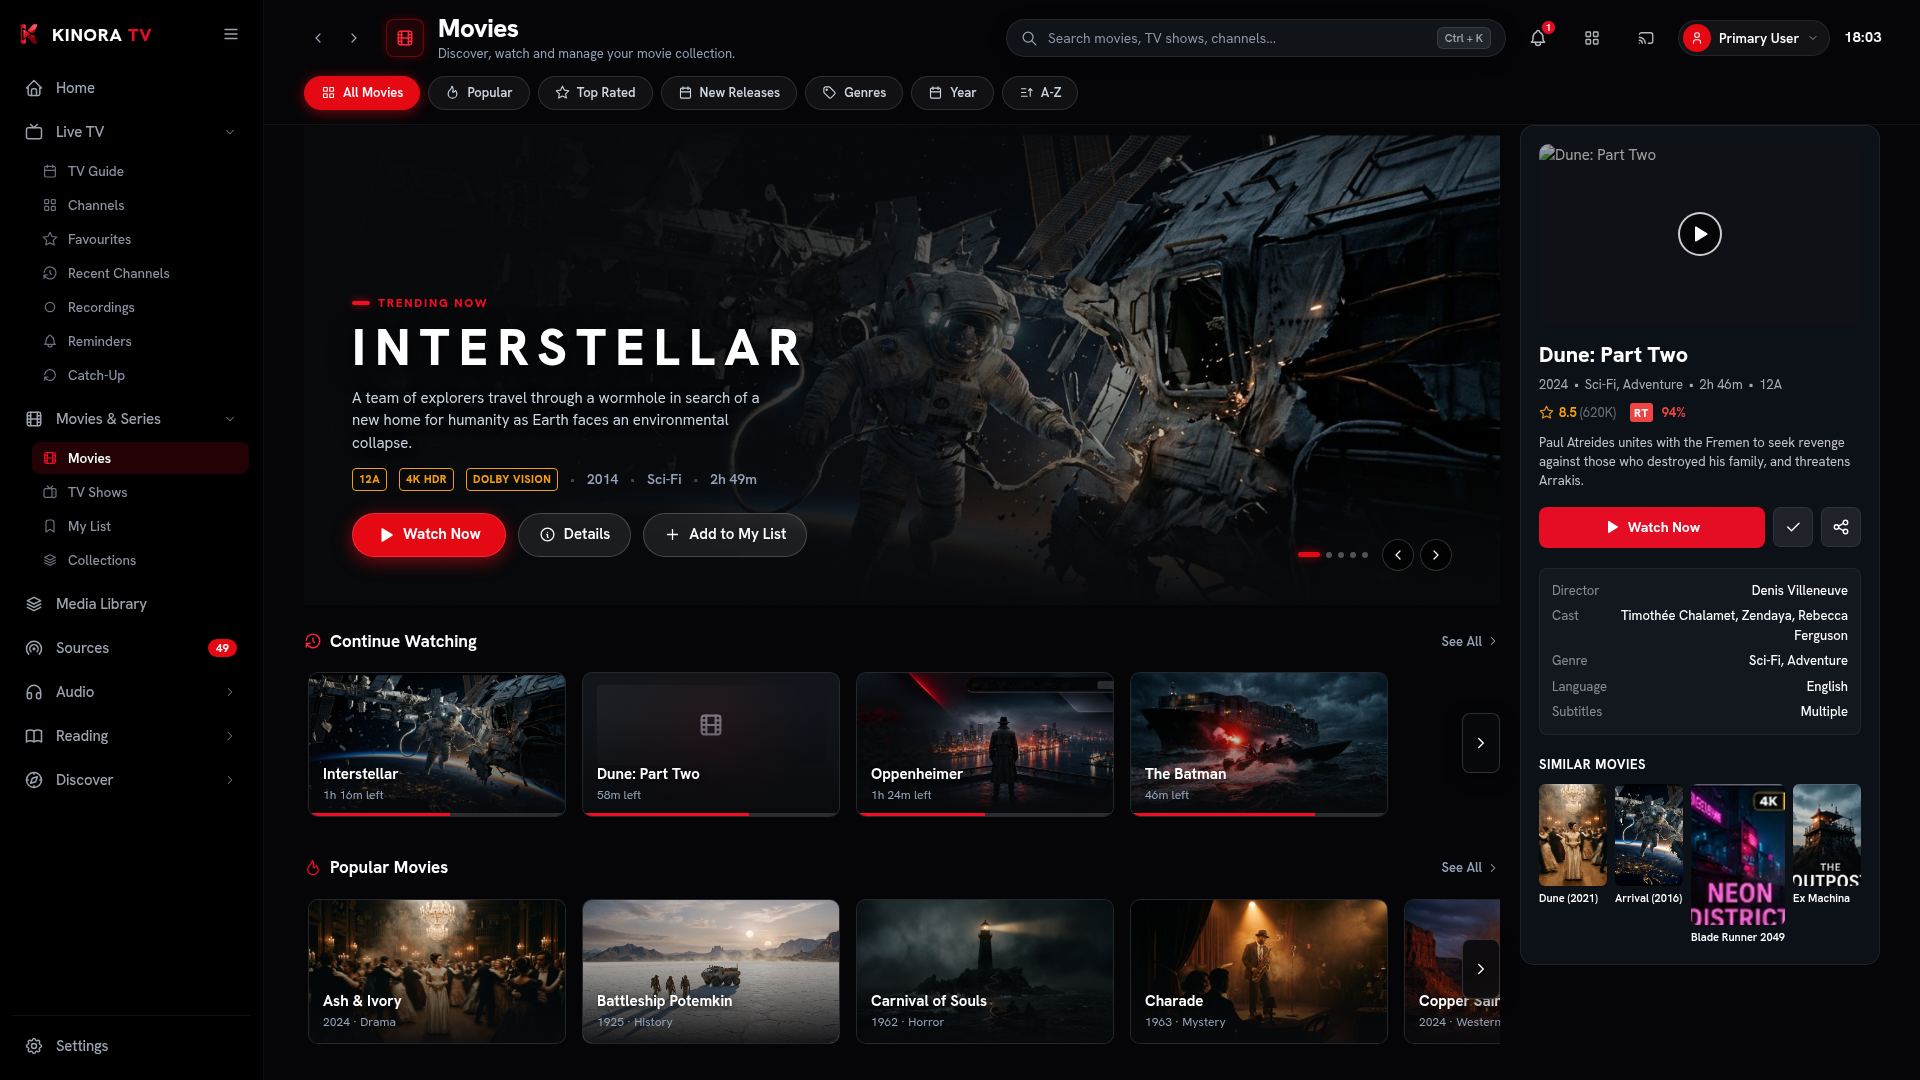 KINORA TV
Home
Live TV
TV Guide
Channels
Favourites
Recent Channels
Recordings
Reminders
Catch-Up
Movies & Series
Movies
TV Shows
My List
Collections
Media Library
Sources 49
Audio
Reading
Discover
Settings
Movies
Discover, watch and manage your movie collection.
Search movies, TV shows, channels...
Ctrl + K
1
Primary User
18:03
All Movies
Popular
Top Rated
New Releases
Genres
Year
A-Z
TRENDING NOW
INTERSTELLAR
A team of explorers travel through a wormhole in search of a
new home for humanity as Earth faces an environmental
collapse.
12A 4K HDR DOLBY VISION • 2014 • Sci-Fi • 2h 49m
Watch Now
Details
Add to My List
Continue Watching
See All
Interstellar
1h 16m left
Dune: Part Two
58m left
Oppenheimer
1h 24m left
The Batman
46m left
Popular Movies
See All
Ash & Ivory
2024 · Drama
Battleship Potemkin
1925 · History
Carnival of Souls
1962 · Horror
Charade
1963 · Mystery
Copper
2024 · Western
Dune: Part Two
Dune: Part Two
2024 • Sci-Fi, Adventure • 2h 46m • 12A
8.5 (620K) RT 94%
Paul Atreides unites with the Fremen to seek revenge
against those who destroyed his family, and threatens
Arrakis.
Watch Now
Director Denis Villeneuve
Cast Timothée Chalamet, Zendaya, Rebecca
Ferguson
Genre Sci-Fi, Adventure
Language English
Subtitles Multiple
SIMILAR MOVIES
4K
NEON
DISTRICT
THE
OUTPOST
Dune (2021)
Arrival (2016)
Blade Runner 2049
Ex Machina